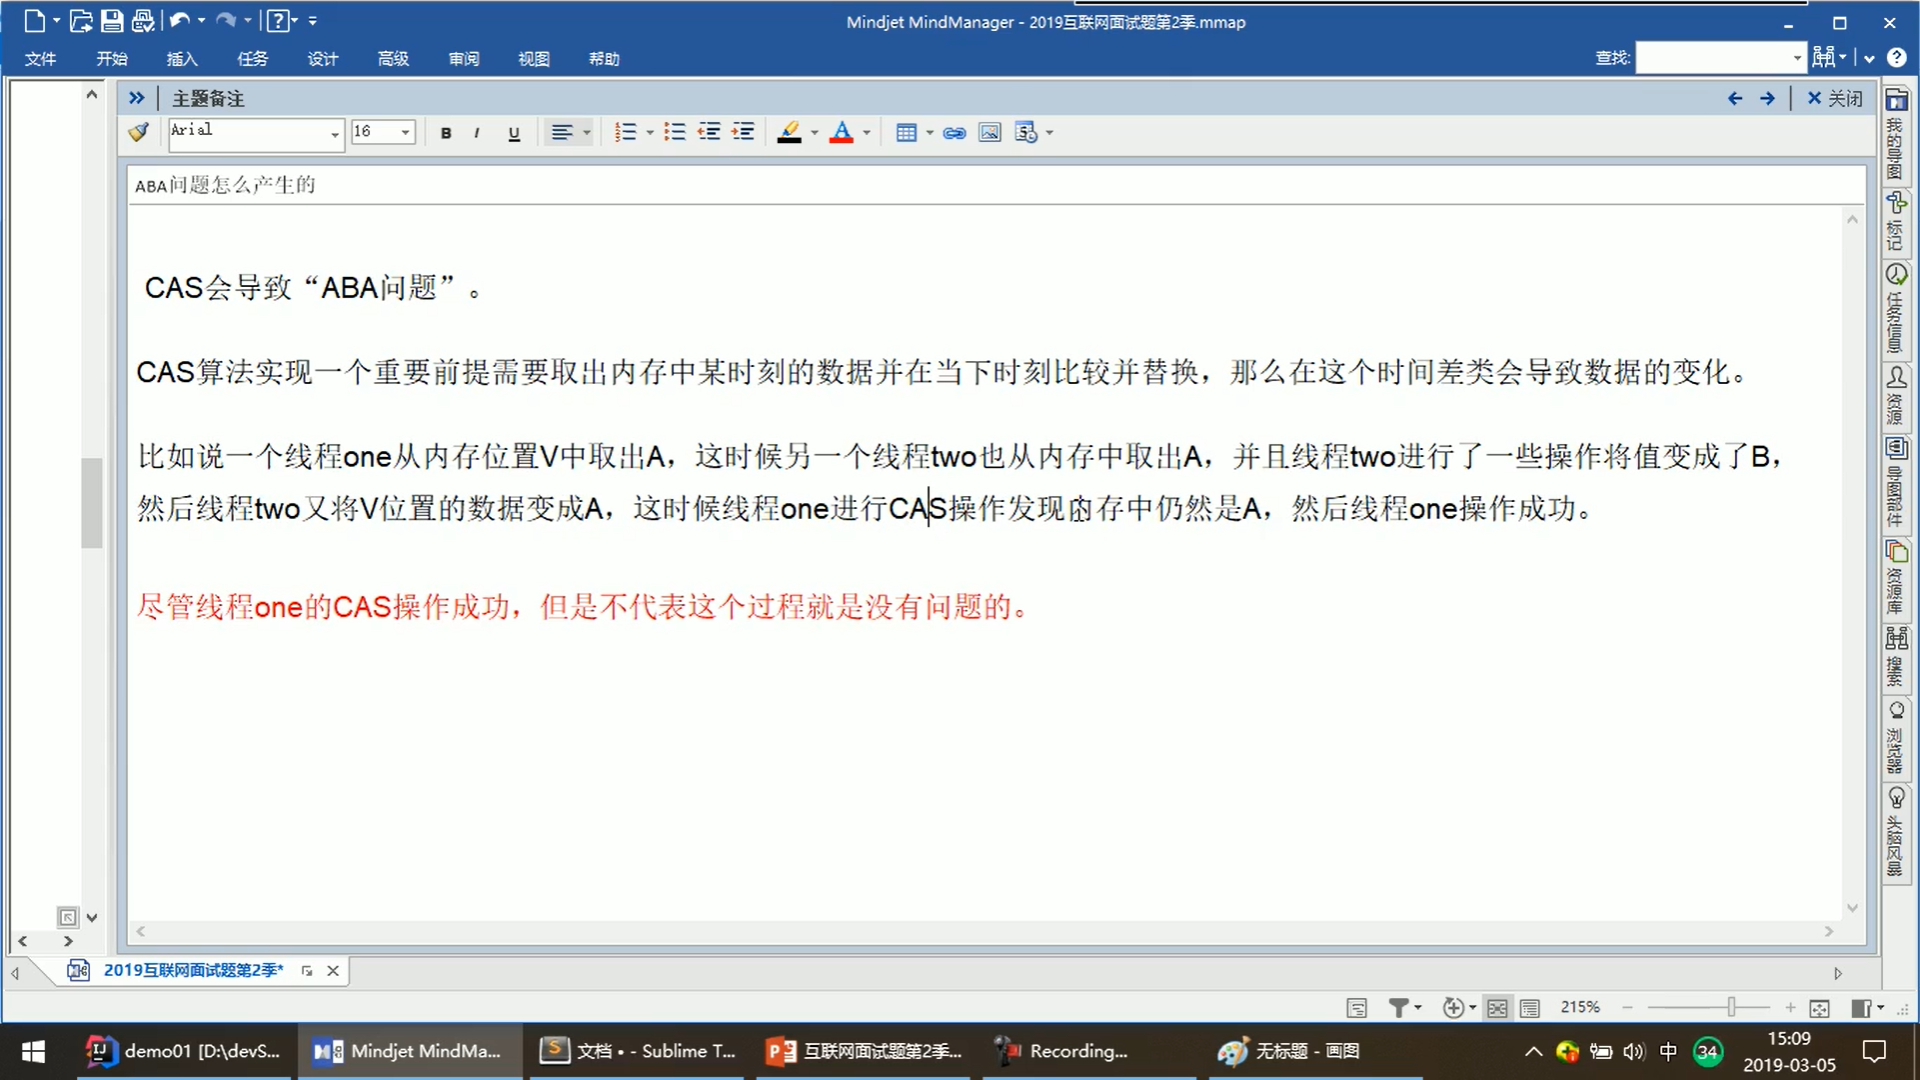 Mindjet MindManager - 2019互联网面试题第2季.mmap
文件 开始 插入 任务 设计 高级 审阅 视图 帮助 查找:
主题备注 关闭
Arial 16 B I U
ABA问题怎么产生的
CAS会导致“ABA问题”。
CAS算法实现一个重要前提需要取出内存中某时刻的数据并在当下时刻比较并替换，那么在这个时间差类会导致数据的变化。
比如说一个线程one从内存位置V中取出A，这时候另一个线程two也从内存中取出A，并且线程two进行了一些操作将值变成了B，
然后线程two又将V位置的数据变成A，这时候线程one进行CAS操作发现内存中仍然是A，然后线程one操作成功。
尽管线程one的CAS操作成功，但是不代表这个过程就是没有问题的。
我的导图
标记
任务信息
资源
导图部件
资源库
搜索
浏览器
头脑风暴
2019互联网面试题第2季*
215%
demo01 [D:\devS... Mindjet MindMa... 文档 • - Sublime T... 互联网面试题第2季... Recording... 无标题 - 画图 中 34 15:09
2019-03-05